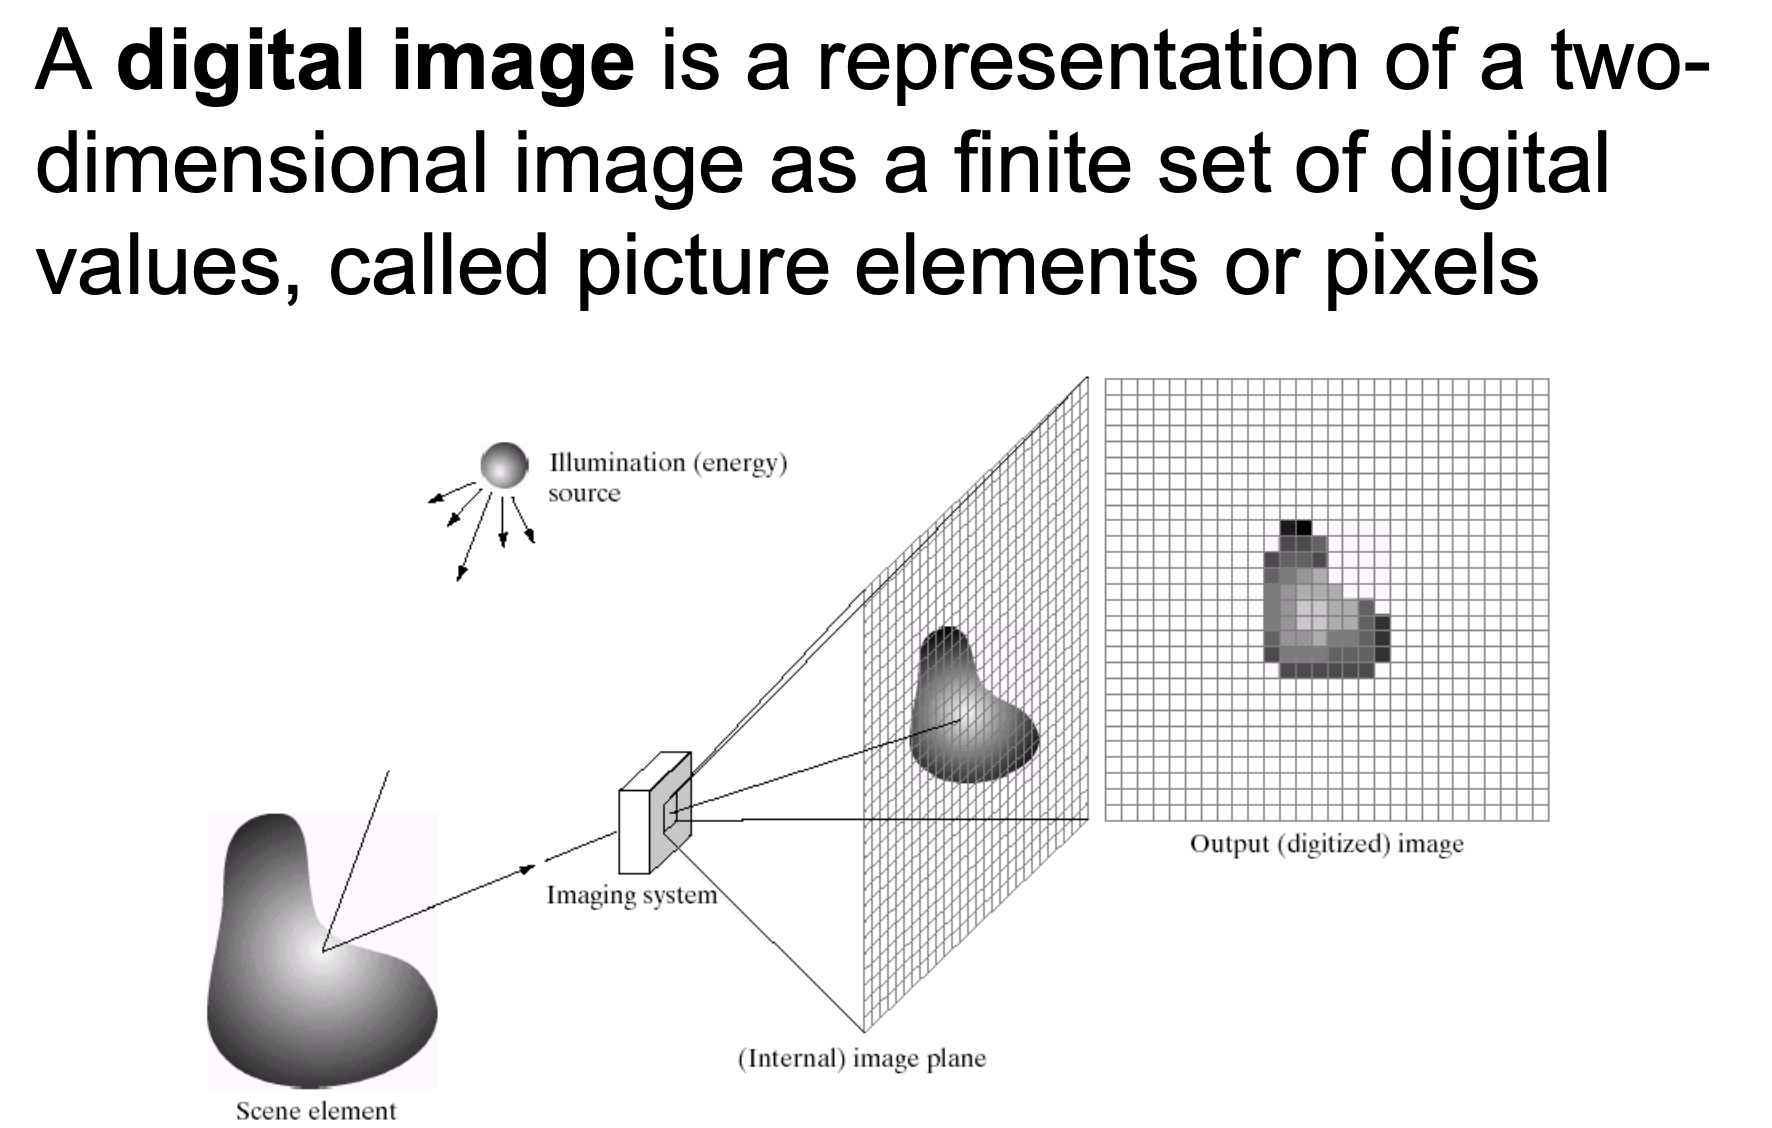 A digital image is a representation of a two-
dimensional image as a finite set of digital
values, called picture elements or pixels
Illumination (energy)
source
Output (digitized) image
Imaging system
(Internal) image plane
Scene element